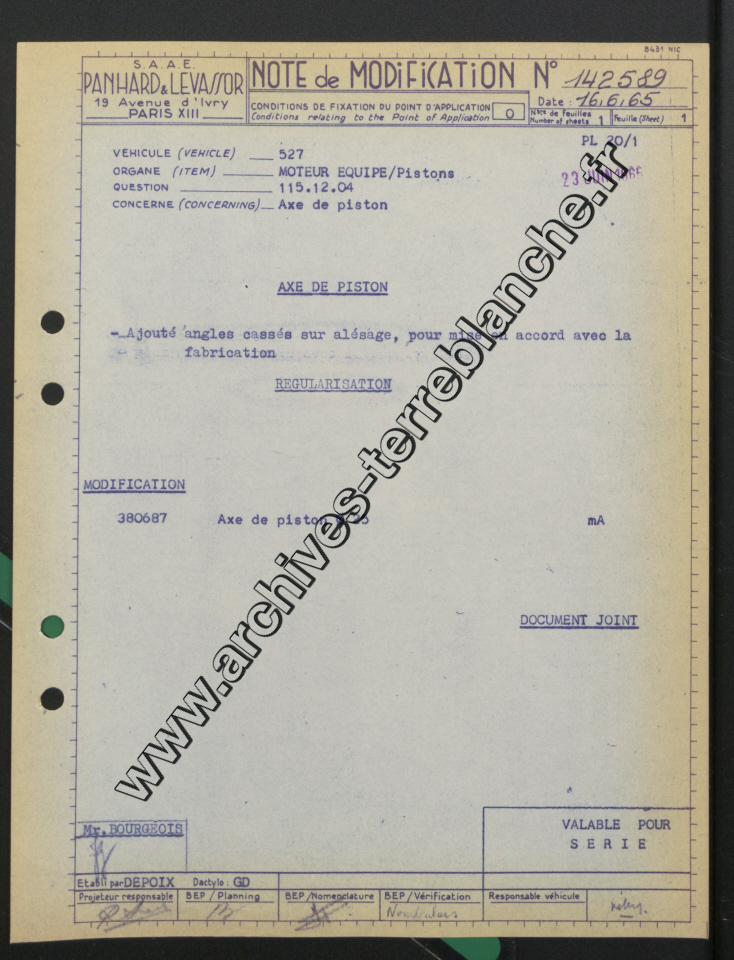 8481 NIC
S.A.A.E.
PANHARD & LEVASSOR
19 Avenue d'Ivry
PARIS XIII
NOTE de MODIFICATION N° 142589
Date : 16.6.65
CONDITIONS DE FIXATION DU POINT D'APPLICATION
Conditions relating to the Point of Application
0
Nbre de feuilles
Number of sheets 1
Feuille (Sheet) 1
PL 20/1
VÉHICULE (VEHICLE) 527
ORGANE (ITEM) MOTEUR EQUIPE/Pistons
23 JUIN 1965
QUESTION 115.12.04
CONCERNE (CONCERNING) Axe de piston
AXE DE PISTON
- Ajouté angles cassés sur alésage, pour mise en accord avec la
fabrication
REGULARISATION
MODIFICATION
380687 Axe de piston mA
DOCUMENT JOINT
www.archives-terreblanche.fr
Mr. BOURGEOIS
VALABLE POUR
SERIE
Etabli par DEPOIX Dactylo : GD
Projeteur responsable
BEP / Planning
BEP/Nomenclature
BEP/Vérification
Responsable véhicule